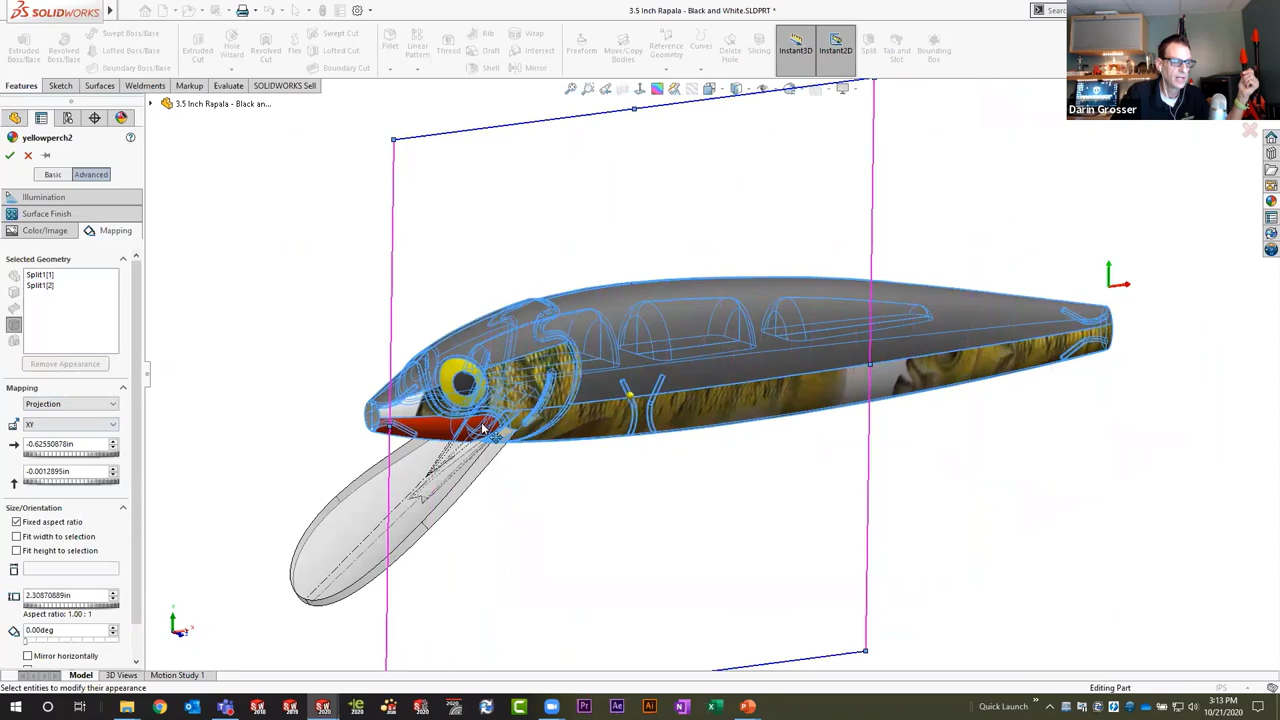 SOLIDWORKS
3.5 Inch Rapala - Black and White.SLDPRT *
Sear
Extruded Boss/Base
Revolved Boss/Base
Swept Boss/Base
Lofted Boss/Base
Boundary Boss/Base
Extruded Cut
Hole Wizard
Revolved Cut
Flex
Swept Cut
Lofted Cut
Boundary Cut
Fillet
Linear Pattern
Thread
Rib
Draft
Shell
Wrap
Intersect
Mirror
Freeform
Move/Copy Bodies
Reference Geometry
Curves
Delete Hole
Slicing
Instant3D
Instant2D
Split
Tab and Slot
Bounding Box
Darin Grosser
Features
Sketch
Surfaces
Weldments
Markup
Evaluate
SOLIDWORKS Sell
3.5 Inch Rapala - Black an...
yellowperch2
Basic
Advanced
Illumination
Surface Finish
Color/Image
Mapping
Selected Geometry
Split1[1]
Split1[2]
Remove Appearance
Mapping
Projection
XY
-0.62550878in
-0.0012895in
Size/Orientation
Fixed aspect ratio
Fit width to selection
Fit height to selection
2.30870889in
Aspect ratio: 1.00 : 1
0.00deg
Mirror horizontally
Model
3D Views
Motion Study 1
Select entities to modify their appearance
Editing Part
IPS
Quick Launch
3:13 PM
10/21/2020